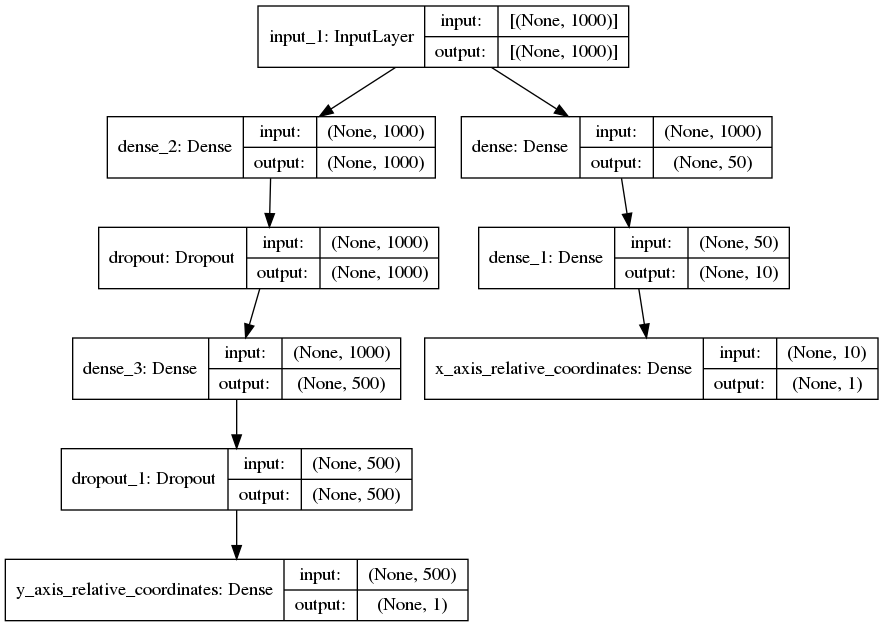 input_1: InputLayer
input: [(None, 1000)]
output: [(None, 1000)]
dense_2: Dense
input: (None, 1000)
output: (None, 1000)
dense: Dense
input: (None, 1000)
output: (None, 50)
dropout: Dropout
input: (None, 1000)
output: (None, 1000)
dense_1: Dense
input: (None, 50)
output: (None, 10)
dense_3: Dense
input: (None, 1000)
output: (None, 500)
x_axis_relative_coordinates: Dense
input: (None, 10)
output: (None, 1)
dropout_1: Dropout
input: (None, 500)
output: (None, 500)
y_axis_relative_coordinates: Dense
input: (None, 500)
output: (None, 1)